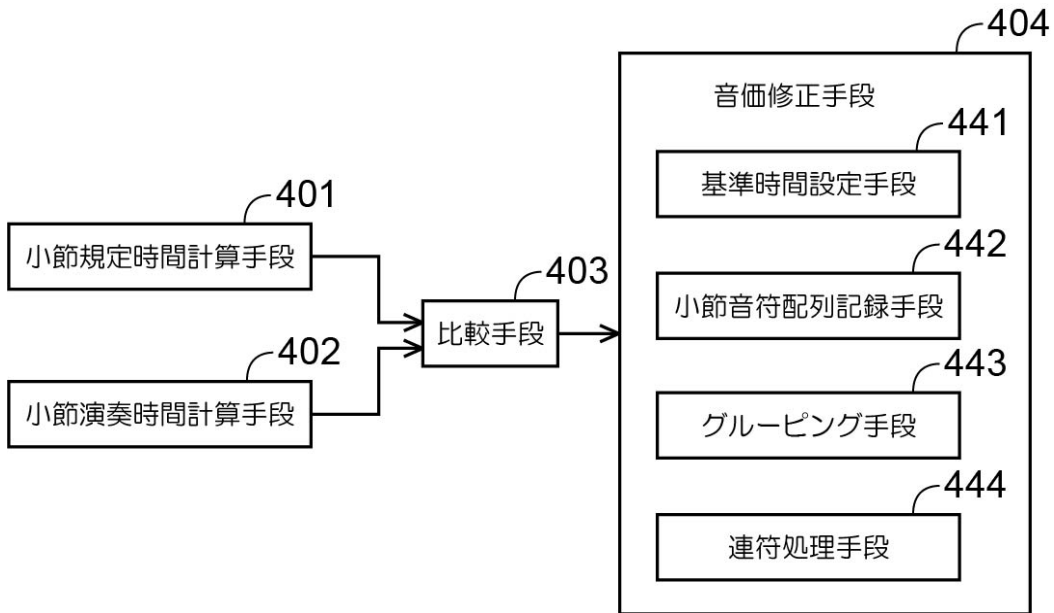 404
音価修正手段
441
基準時間設定手段
401
小節規定時間計算手段
442
小節音符配列記録手段
403
比較手段
402
小節演奏時間計算手段
443
グルーピング手段
444
連符処理手段